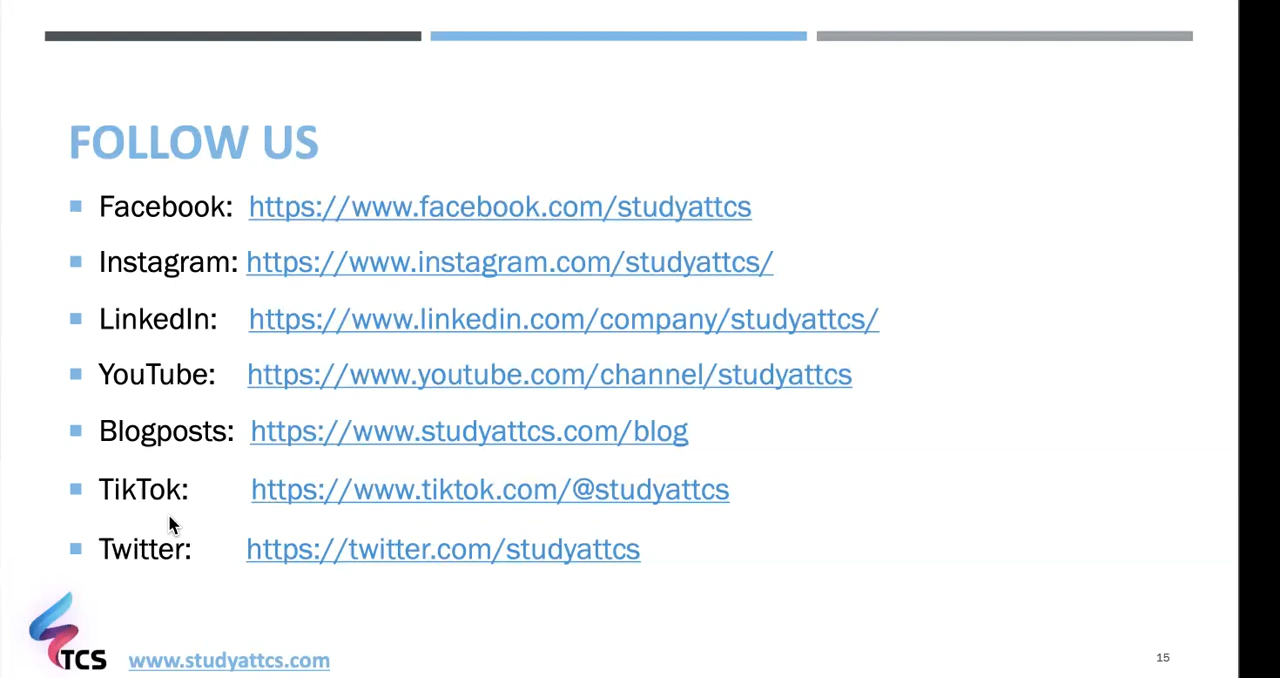 FOLLOW US
Facebook: https://www.facebook.com/studyattcs
Instagram: https://www.instagram.com/studyattcs/
LinkedIn: https://www.linkedin.com/company/studyattcs/
YouTube: https://www.youtube.com/channel/studyattcs
Blogposts: https://www.studyattcs.com/blog
TikTok: https://www.tiktok.com/@studyattcs
Twitter: https://twitter.com/studyattcs
TCS www.studyattcs.com 15